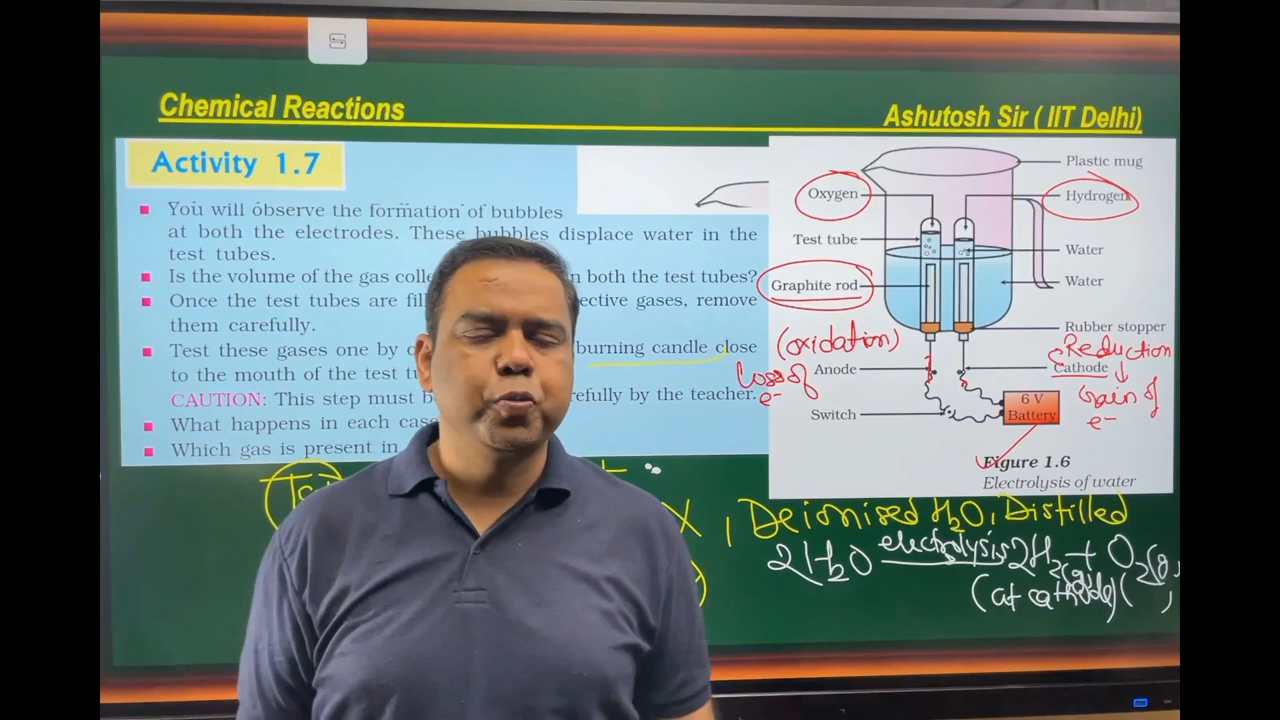 Chemical Reactions
Ashutosh Sir ( IIT Delhi)
Activity 1.7
You will observe the formation of bubbles
at both the electrodes. These bubbles displace water in the
test tubes.
Is the volume of the gas in both the test tubes?
Once the test tubes are gases, remove
them carefully.
Test these gases one by burning candle close
to the mouth of the test
CAUTION: This step must by the teacher.
What happens in each
Which gas is present in
Plastic mug
Oxygen
Hydrogen
Test tube
Water
Graphite rod
Water
Rubber stopper
(oxidation)
Reduction
Anode
Cathode
Loss of
e-
Gain of
e-
Switch
6 V
Battery
Figure 1.6
Electrolysis of water
X, Deionised H2O, Distilled
2H2O electrolysis 2H2(g) + O2(g
(at cathode) (